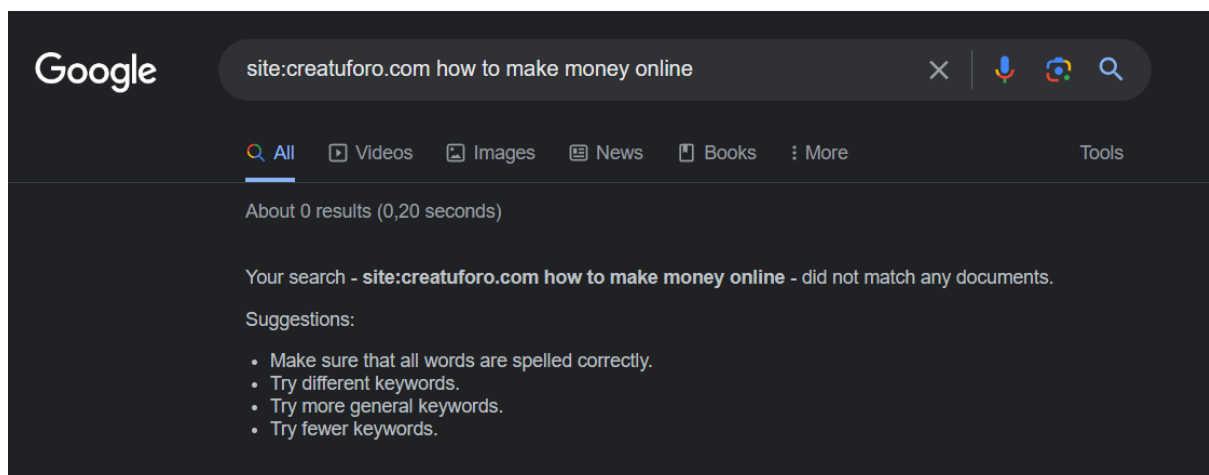 Google
site:creatuforo.com how to make money online
All Videos Images News Books More Tools
About 0 results (0,20 seconds)
Your search - site:creatuforo.com how to make money online - did not match any documents.
Suggestions:
• Make sure that all words are spelled correctly.
• Try different keywords.
• Try more general keywords.
• Try fewer keywords.